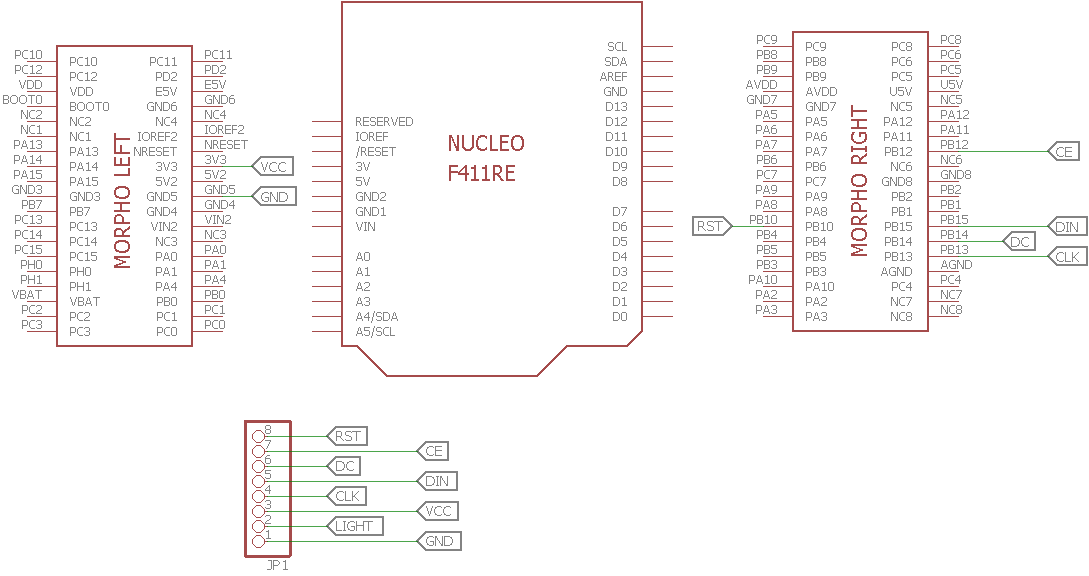 PC10 PC10 PC11 PC11
PC12 PC12 PD2 PD2
VDD VDD E5V E5V
BOOT0 BOOT0 GND6 GND6
NC2 NC2 NC4 NC4
NC1 NC1 IOREF2 IOREF2
PA13 PA13 NRESET NRESET
PA14 PA14 3V3 3V3 VCC
PA15 PA15 5V2 5V2
GND3 GND3 GND5 GND5 GND
PB7 PB7 GND4 GND4
PC13 PC13 VIN2 VIN2
PC14 PC14 NC3 NC3
PC15 PC15 PA0 PA0
PH0 PH0 PA1 PA1
PH1 PH1 PA4 PA4
VBAT VBAT PB0 PB0
PC2 PC2 PC1 PC1
PC3 PC3 PC0 PC0
MORPHO LEFT
NUCLEO
F411RE
RESERVED
IOREF
/RESET
3V
5V
GND2
GND1
VIN
A0
A1
A2
A3
A4/SDA
A5/SCL
SCL
SDA
AREF
GND
D13
D12
D11
D10
D9
D8
D7
D6
D5
D4
D3
D2
D1
D0
PC9 PC9 PC8 PC8
PB8 PB8 PC6 PC6
PB9 PB9 PC5 PC5
AVDD AVDD U5V U5V
GND7 GND7 NC5 NC5
PA5 PA5 PA12 PA12
PA6 PA6 PA11 PA11
PA7 PA7 PB12 PB12 CE
PB6 PB6 NC6 NC6
PC7 PC7 GND8 GND8
PA9 PA9 PB2 PB2
PA8 PA8 PB1 PB1
RST PB10 PB10 PB15 PB15 DIN
PB4 PB4 PB14 PB14 DC
PB5 PB5 PB13 PB13 CLK
PB3 PB3 AGND AGND
PA10 PA10 PC4 PC4
PA2 PA2 NC7 NC7
PA3 PA3 NC8 NC8
MORPHO RIGHT
8 RST
7 CE
6 DC
5 DIN
4 CLK
3 VCC
2 LIGHT
1 GND
JP1